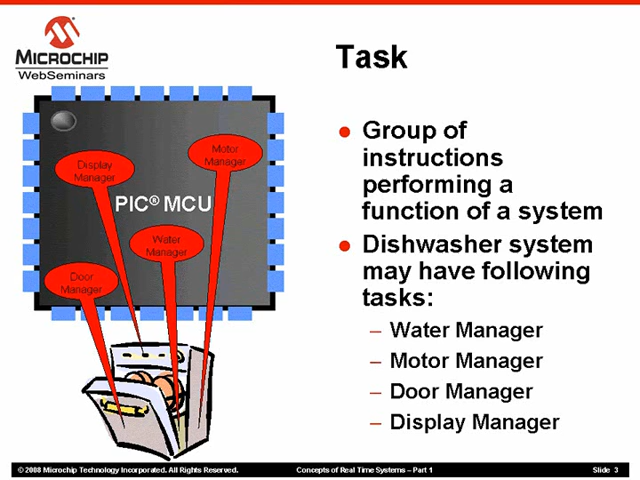 MICROCHIP
WebSeminars
Task
Display
Manager
Motor
Manager
PIC® MCU
Water
Manager
Door
Manager
● Group of
instructions
performing a
function of a system
● Dishwasher system
may have following
tasks:
– Water Manager
– Motor Manager
– Door Manager
– Display Manager
© 2008 Microchip Technology Incorporated. All Rights Reserved. Concepts of Real Time Systems – Part 1 Slide 3